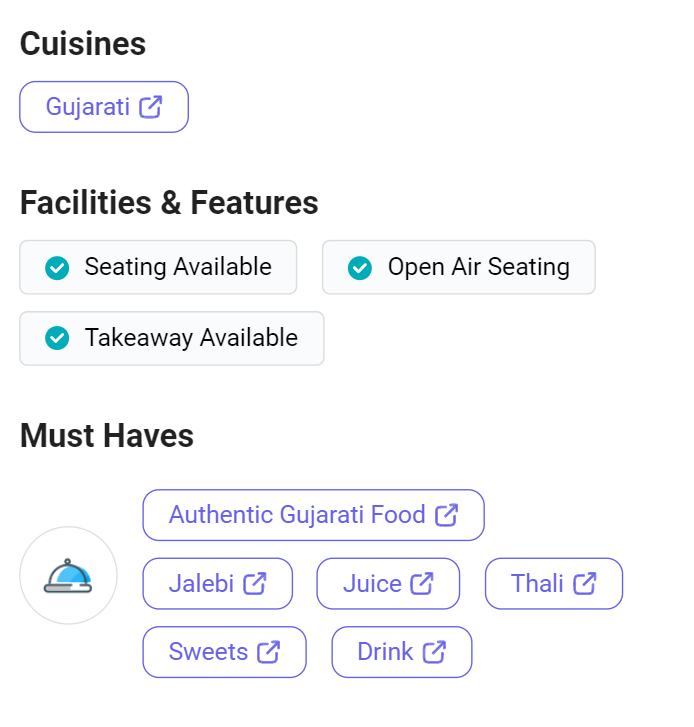 Cuisines
Gujarati
Facilities & Features
Seating Available Open Air Seating
Takeaway Available
Must Haves
Authentic Gujarati Food
Jalebi Juice Thali
Sweets Drink